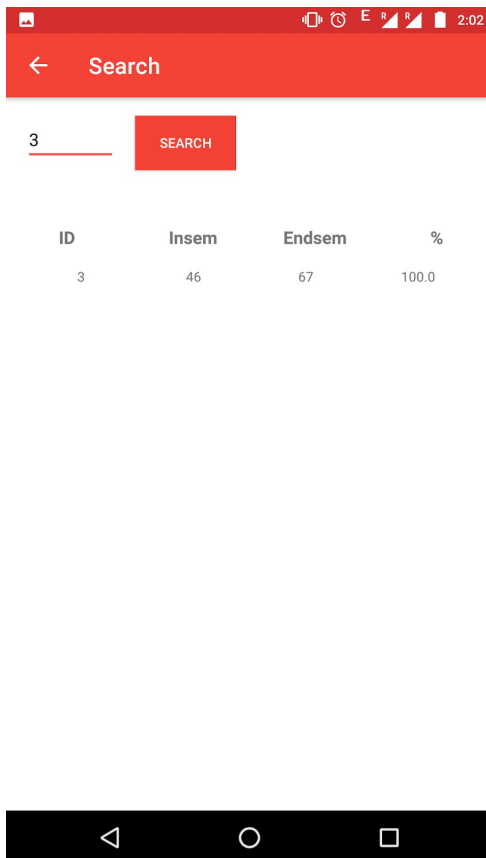 E R R 2:02
Search
3 SEARCH
ID Insem Endsem %
3 46 67 100.0